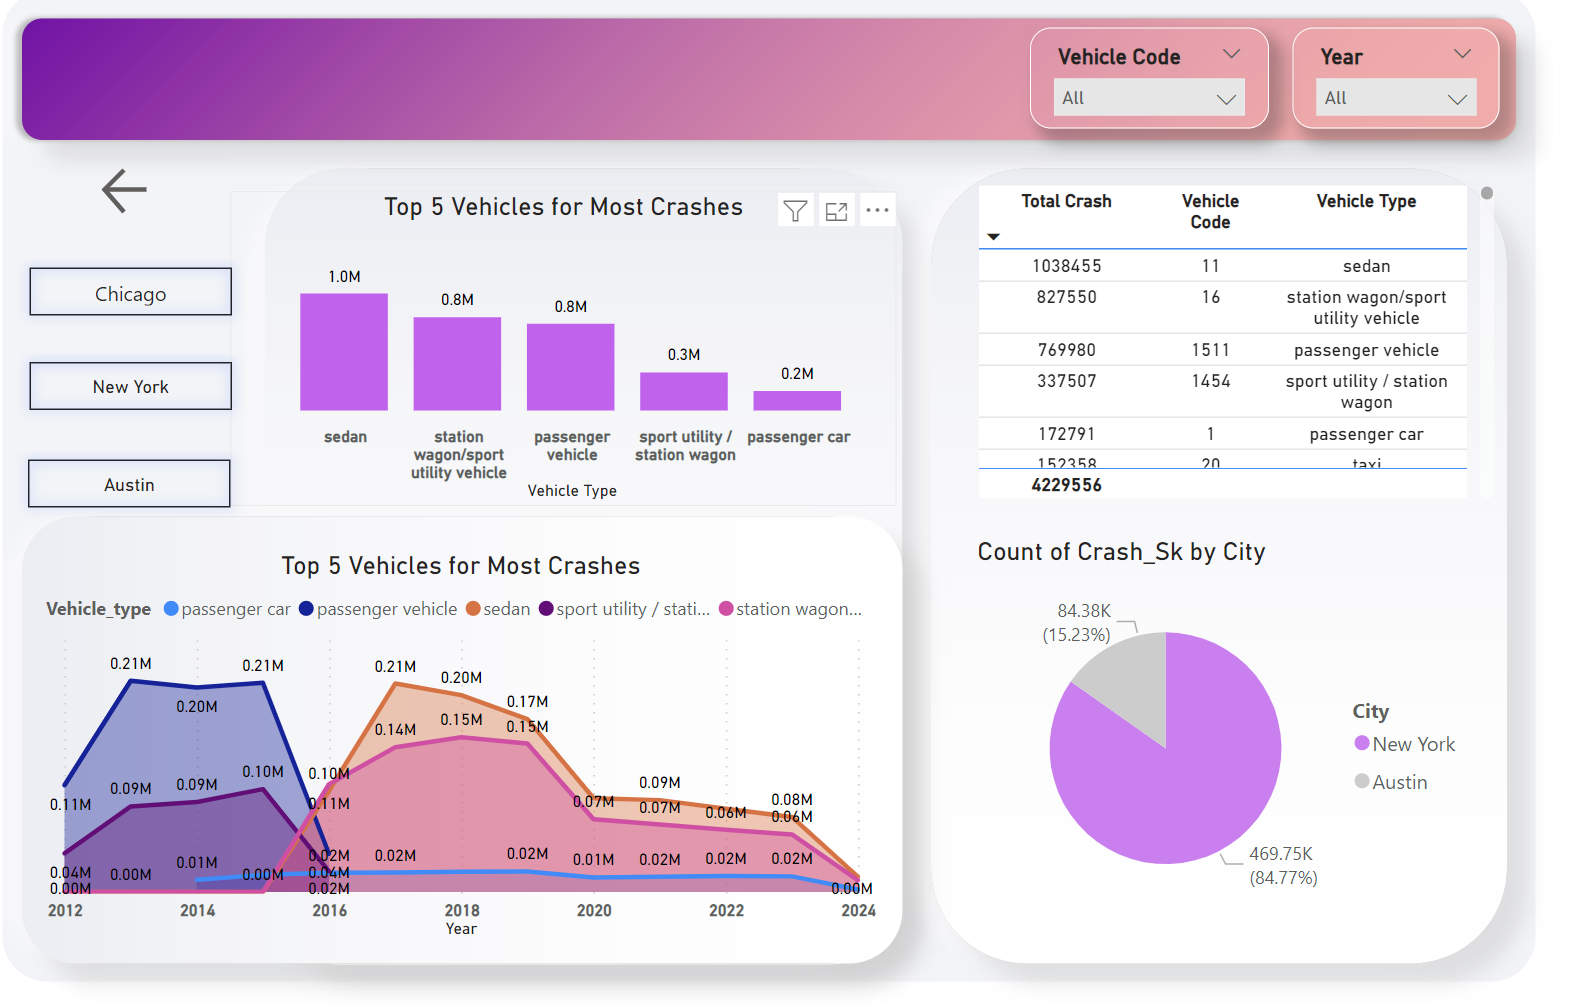 Vehicle Code
All
Year
All
Chicago
New York
Austin
Top 5 Vehicles for Most Crashes
1.0M
0.8M
0.8M
0.3M
0.2M
sedan
station
wagon/sport
utility vehicle
passenger
vehicle
sport utility /
station wagon
passenger car
Vehicle Type
Total Crash
Vehicle
Code
Vehicle Type
1038455 11 sedan
827550 16 station wagon/sport
utility vehicle
769980 1511 passenger vehicle
337507 1454 sport utility / station
wagon
172791 1 passenger car
152358 20 taxi
4229556
Top 5 Vehicles for Most Crashes
Vehicle_type passenger car passenger vehicle sedan sport utility / stati... station wagon...
0.21M
0.21M
0.21M
0.20M
0.20M
0.17M
0.14M
0.15M
0.15M
0.11M
0.09M
0.09M
0.10M
0.10M
0.11M
0.07M
0.09M
0.07M
0.06M
0.08M
0.06M
0.04M
0.00M
0.00M
0.01M
0.00M
0.02M
0.04M
0.02M
0.02M
0.02M
0.01M
0.02M
0.02M
0.02M
0.00M
2012 2014 2016 2018 2020 2022 2024
Year
Count of Crash_Sk by City
84.38K
(15.23%)
469.75K
(84.77%)
City
New York
Austin